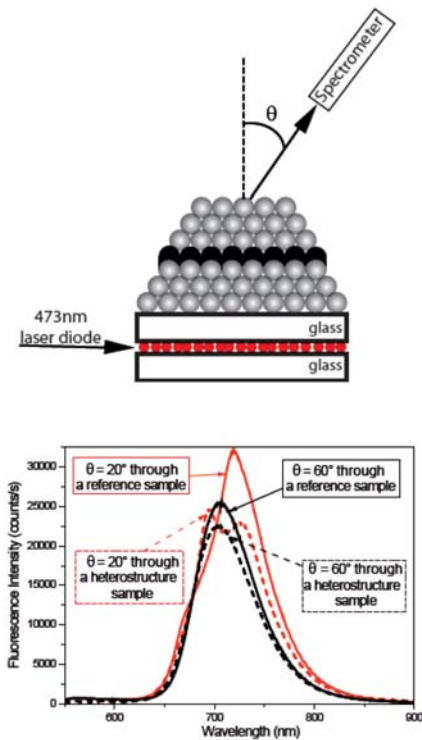 Spectrometer
θ
473nm
laser diode
glass
glass
Fluorescence Intensity (counts/s)
30000
25000
20000
15000
10000
5000
0
θ = 20° through
a reference sample
θ = 60° through
a reference sample
θ = 20° through
a heterostructure
sample
θ = 60° through
a heterostructure
sample
600
700
800
900
Wavelength (nm)